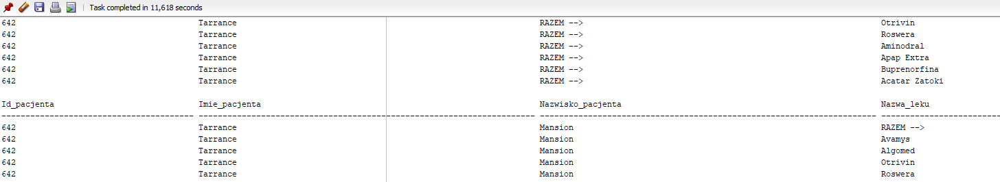 Task completed in 11,618 seconds
642 Tarrance RAZEM --> Otrivin
642 Tarrance RAZEM --> Roswera
642 Tarrance RAZEM --> Aminodral
642 Tarrance RAZEM --> Apap Extra
642 Tarrance RAZEM --> Buprenorfina
642 Tarrance RAZEM --> Acatar Zatoki
Id_pacjenta Imie_pacjenta Nazwisko_pacjenta Nazwa_leku
642 Tarrance Mansion RAZEM -->
642 Tarrance Mansion Avamys
642 Tarrance Mansion Algomed
642 Tarrance Mansion Otrivin
642 Tarrance Mansion Roswera